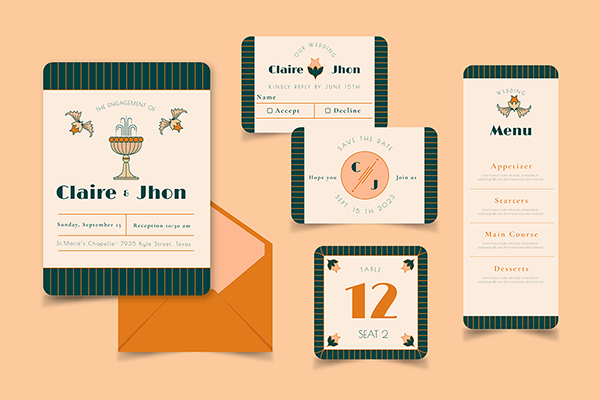 THE ENGAGEMENT OF
Claire & Jhon
Sunday, September 15
Reception 10:30 am
St.Marie's Chapelle- 7935 Kyle Street, Texas
OUR WEDDING
Claire Jhon
KINDLY REPLY BY JUNE 15TH
Name
Accept
Decline
SAVE THE DATE
Hope you
C
J
Join us
SEPT. 15 TH 2023
TABLE
12
SEAT 2
WEDDING
Menu
Appetizer
Starters
Main Course
Desserts